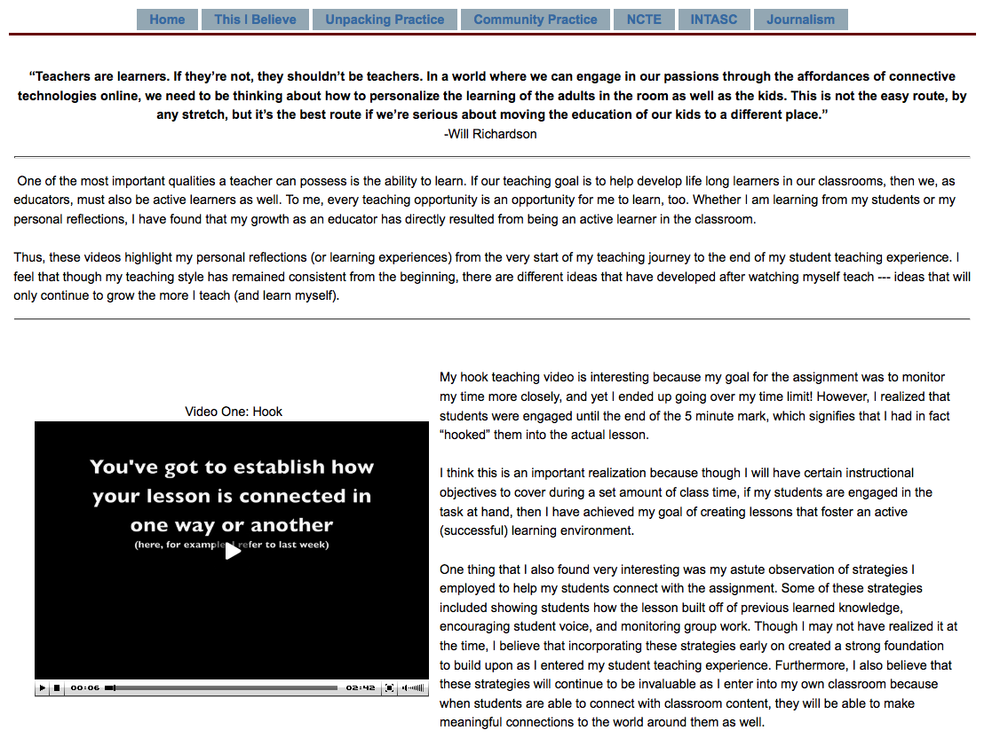 Home This I Believe Unpacking Practice Community Practice NCTE INTASC Journalism
“Teachers are learners. If they’re not, they shouldn’t be teachers. In a world where we can engage in our passions through the affordances of connective
technologies online, we need to be thinking about how to personalize the learning of the adults in the room as well as the kids. This is not the easy route, by
any stretch, but it’s the best route if we’re serious about moving the education of our kids to a different place.”
-Will Richardson
One of the most important qualities a teacher can possess is the ability to learn. If our teaching goal is to help develop life long learners in our classrooms, then we, as
educators, must also be active learners as well. To me, every teaching opportunity is an opportunity for me to learn, too. Whether I am learning from my students or my
personal reflections, I have found that my growth as an educator has directly resulted from being an active learner in the classroom.
Thus, these videos highlight my personal reflections (or learning experiences) from the very start of my teaching journey to the end of my student teaching experience. I
feel that though my teaching style has remained consistent from the beginning, there are different ideas that have developed after watching myself teach --- ideas that will
only continue to grow the more I teach (and learn myself).
Video One: Hook
You've got to establish how
your lesson is connected in
one way or another
(here, for example I refer to last week)
00:06 02:42
My hook teaching video is interesting because my goal for the assignment was to monitor
my time more closely, and yet I ended up going over my time limit! However, I realized that
students were engaged until the end of the 5 minute mark, which signifies that I had in fact
“hooked” them into the actual lesson.
I think this is an important realization because though I will have certain instructional
objectives to cover during a set amount of class time, if my students are engaged in the
task at hand, then I have achieved my goal of creating lessons that foster an active
(successful) learning environment.
One thing that I also found very interesting was my astute observation of strategies I
employed to help my students connect with the assignment. Some of these strategies
included showing students how the lesson built off of previous learned knowledge,
encouraging student voice, and monitoring group work. Though I may not have realized it at
the time, I believe that incorporating these strategies early on created a strong foundation
to build upon as I entered my student teaching experience. Furthermore, I also believe that
these strategies will continue to be invaluable as I enter into my own classroom because
when students are able to connect with classroom content, they will be able to make
meaningful connections to the world around them as well.